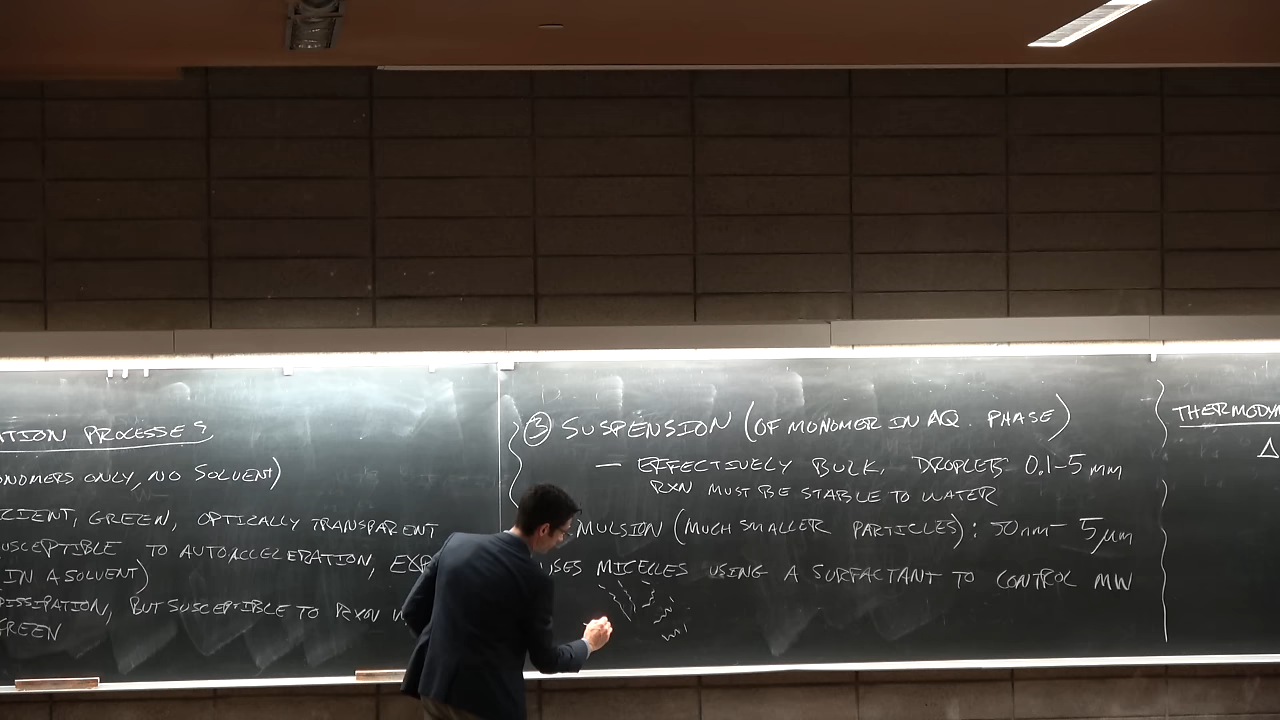 ATION PROCESSES
ONOMERS ONLY, NO SOLVENT)
CIENT, GREEN, OPTICALLY TRANSPARENT
USCEPTIBLE TO AUTOACCELERATION, EXP
IN A SOLVENT)
DISSIPATION, BUT SUSCEPTIBLE TO RXN W
GREEN
③ SUSPENSION (OF MONOMER IN AQ. PHASE)
— EFFECTIVELY BULK, DROPLETS 0.1-5 mm
RXN MUST BE STABLE TO WATER
MULSION (MUCH SMALLER PARTICLES): 50nm- 5μm
USES MICELLES USING A SURFACTANT TO CONTROL MW
THERMODYN
Δ